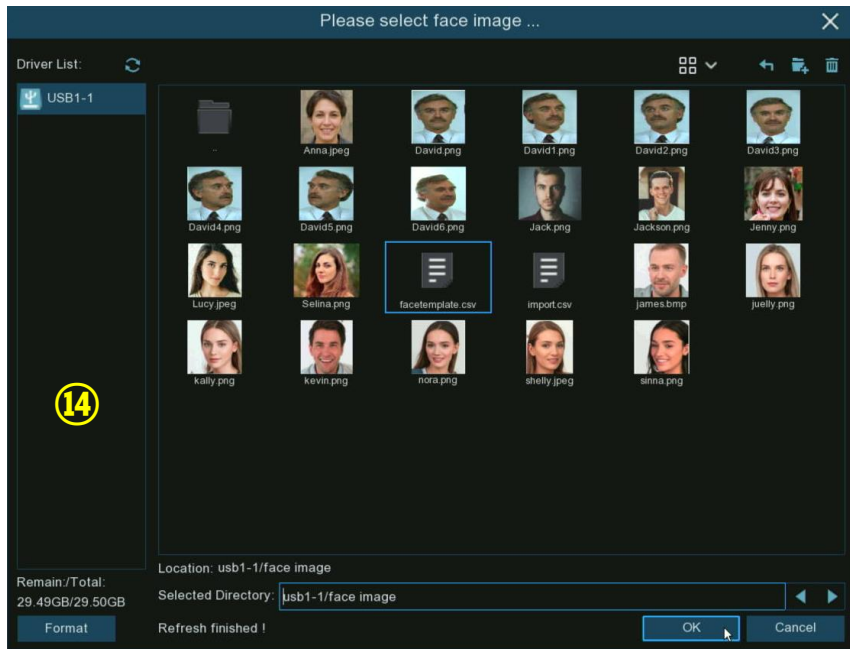 Please select face image ...
Driver List:
USB1-1
..
Anna.jpeg
David.png
David1.png
David2.png
David3.png
David4.png
David5.png
David6.png
Jack.png
Jackson.png
Jenny.png
Lucy.jpeg
Selina.png
facetemplate.csv
import.csv
james.bmp
juelly.png
kally.png
kevin.png
nora.png
shelly.jpeg
sinna.png
⑭
Location: usb1-1/face image
Remain:/Total:
29.49GB/29.50GB
Selected Directory: usb1-1/face image
Format
Refresh finished !
OK
Cancel